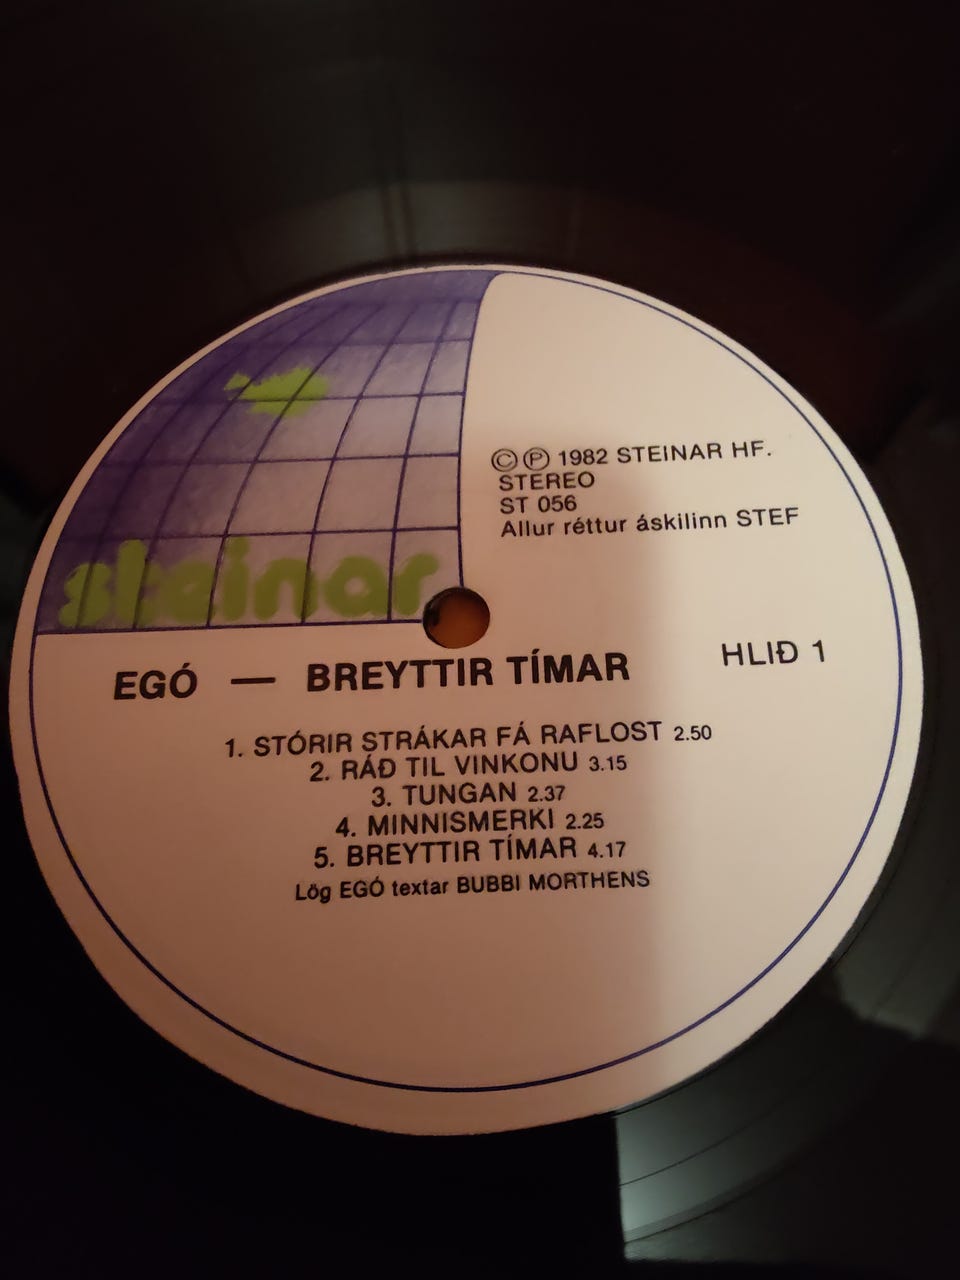 steinar
© ℗ 1982 STEINAR HF.
STEREO
ST 056
Allur réttur áskilinn STEF
EGÓ — BREYTTIR TÍMAR
HLIÐ 1
1. STÓRIR STRÁKAR FÁ RAFLOST 2.50
2. RÁÐ TIL VINKONU 3.15
3. TUNGAN 2.37
4. MINNISMERKI 2.25
5. BREYTTIR TÍMAR 4.17
Lög EGÓ textar BUBBI MORTHENS